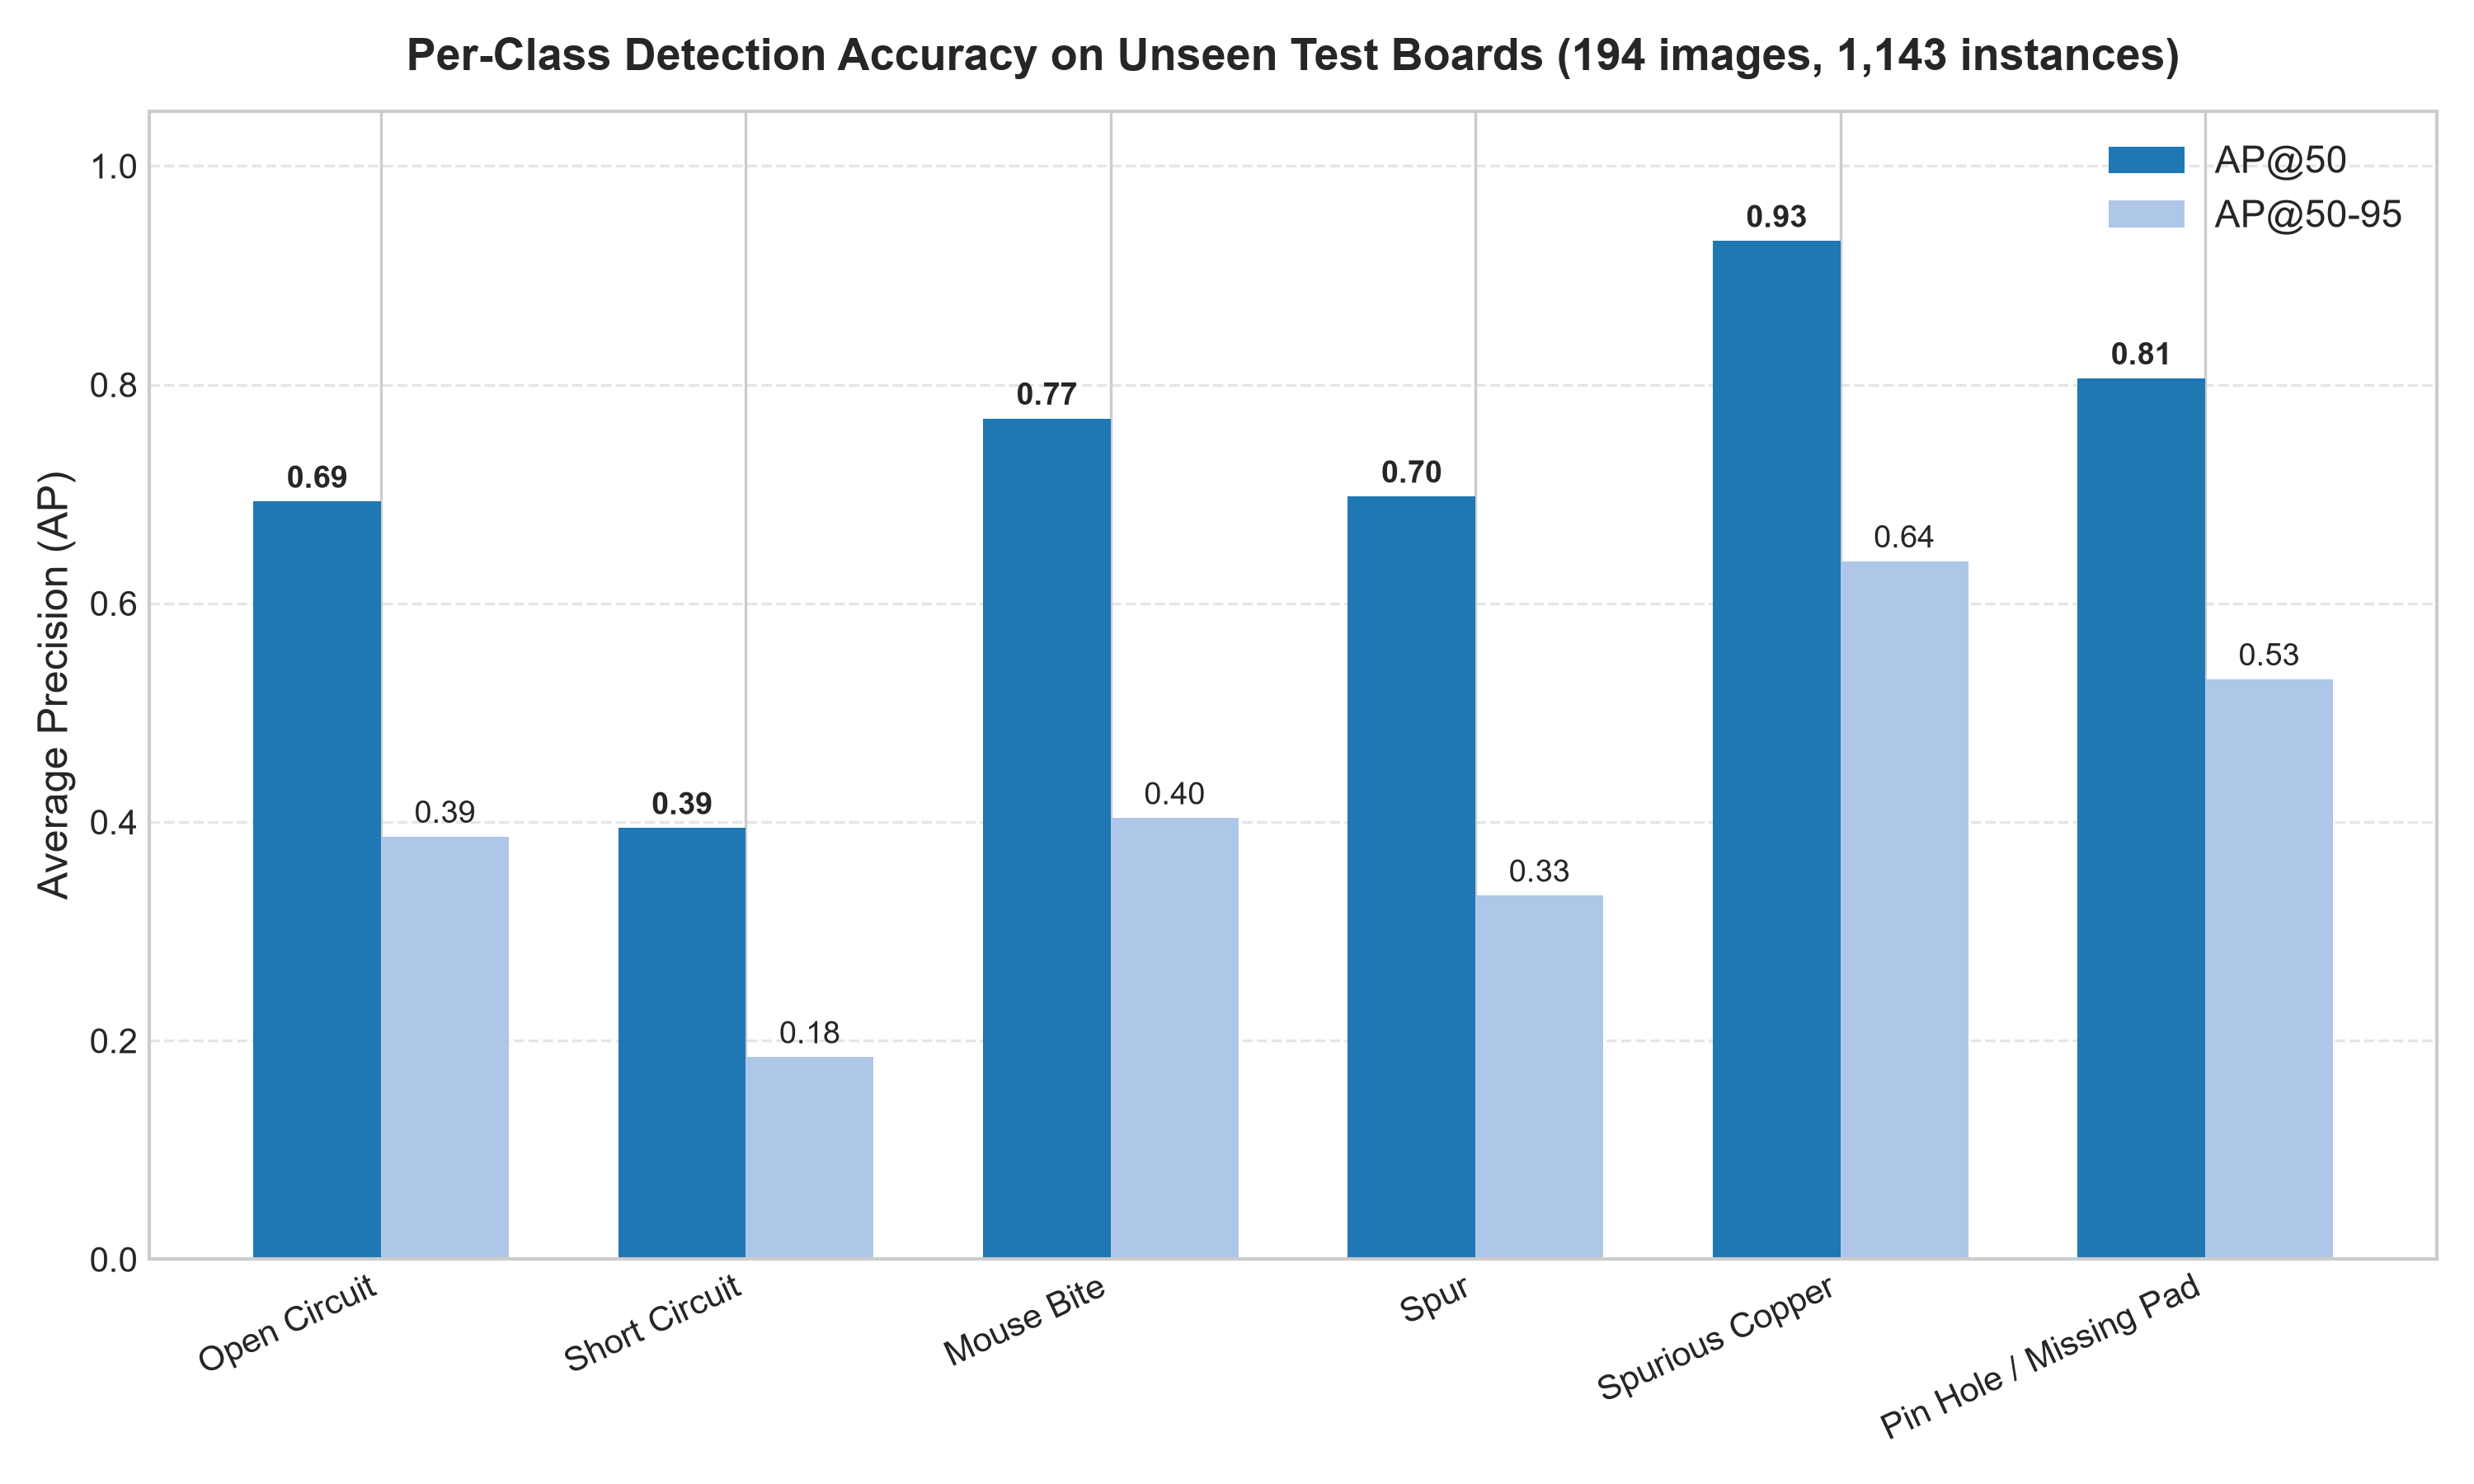 Per-Class Detection Accuracy on Unseen Test Boards (194 images, 1,143 instances)
AP@50
AP@50-95
Average Precision (AP)
1.0
0.8
0.6
0.4
0.2
0.0
0.69
0.39
0.39
0.18
0.77
0.40
0.70
0.33
0.93
0.64
0.81
0.53
Open Circuit
Short Circuit
Mouse Bite
Spur
Spurious Copper
Pin Hole / Missing Pad